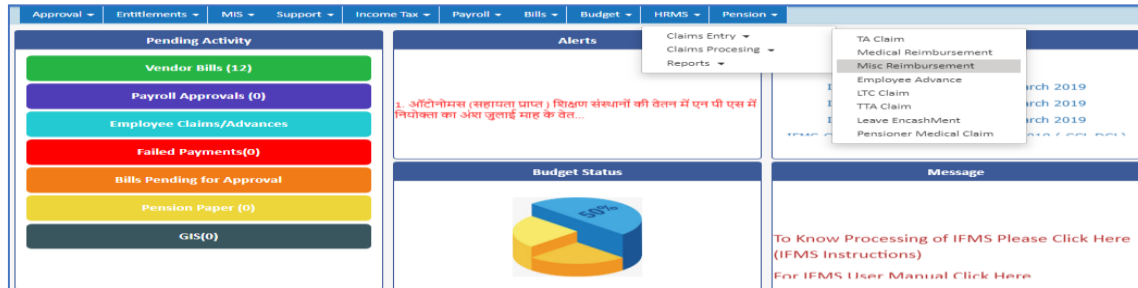 Approval Entitlements MIS Support Income Tax Payroll Bills Budget HRMS Pension
Pending Activity
Vendor Bills (12)
Payroll Approvals (0)
Employee Claims/Advances
Failed Payments(0)
Bills Pending for Approval
Pension Paper (0)
GIS(0)
Alerts
1. ऑटोनोमस (सहायता प्राप्त ) शिक्षण संस्थानों की वेतन में एन पी एस में
नियोक्ता का अंश जुलाई माह के वेत...
Claims Entry
Claims Procesing
Reports
TA Claim
Medical Reimbursement
Misc Reimbursement
Employee Advance
LTC Claim
TTA Claim
Leave EncashMent
Pensioner Medical Claim
arch 2019
arch 2019
arch 2019
Budget Status
50%
Message
To Know Processing of IFMS Please Click Here
(IFMS Instructions)
For IFMS User Manual Click Here